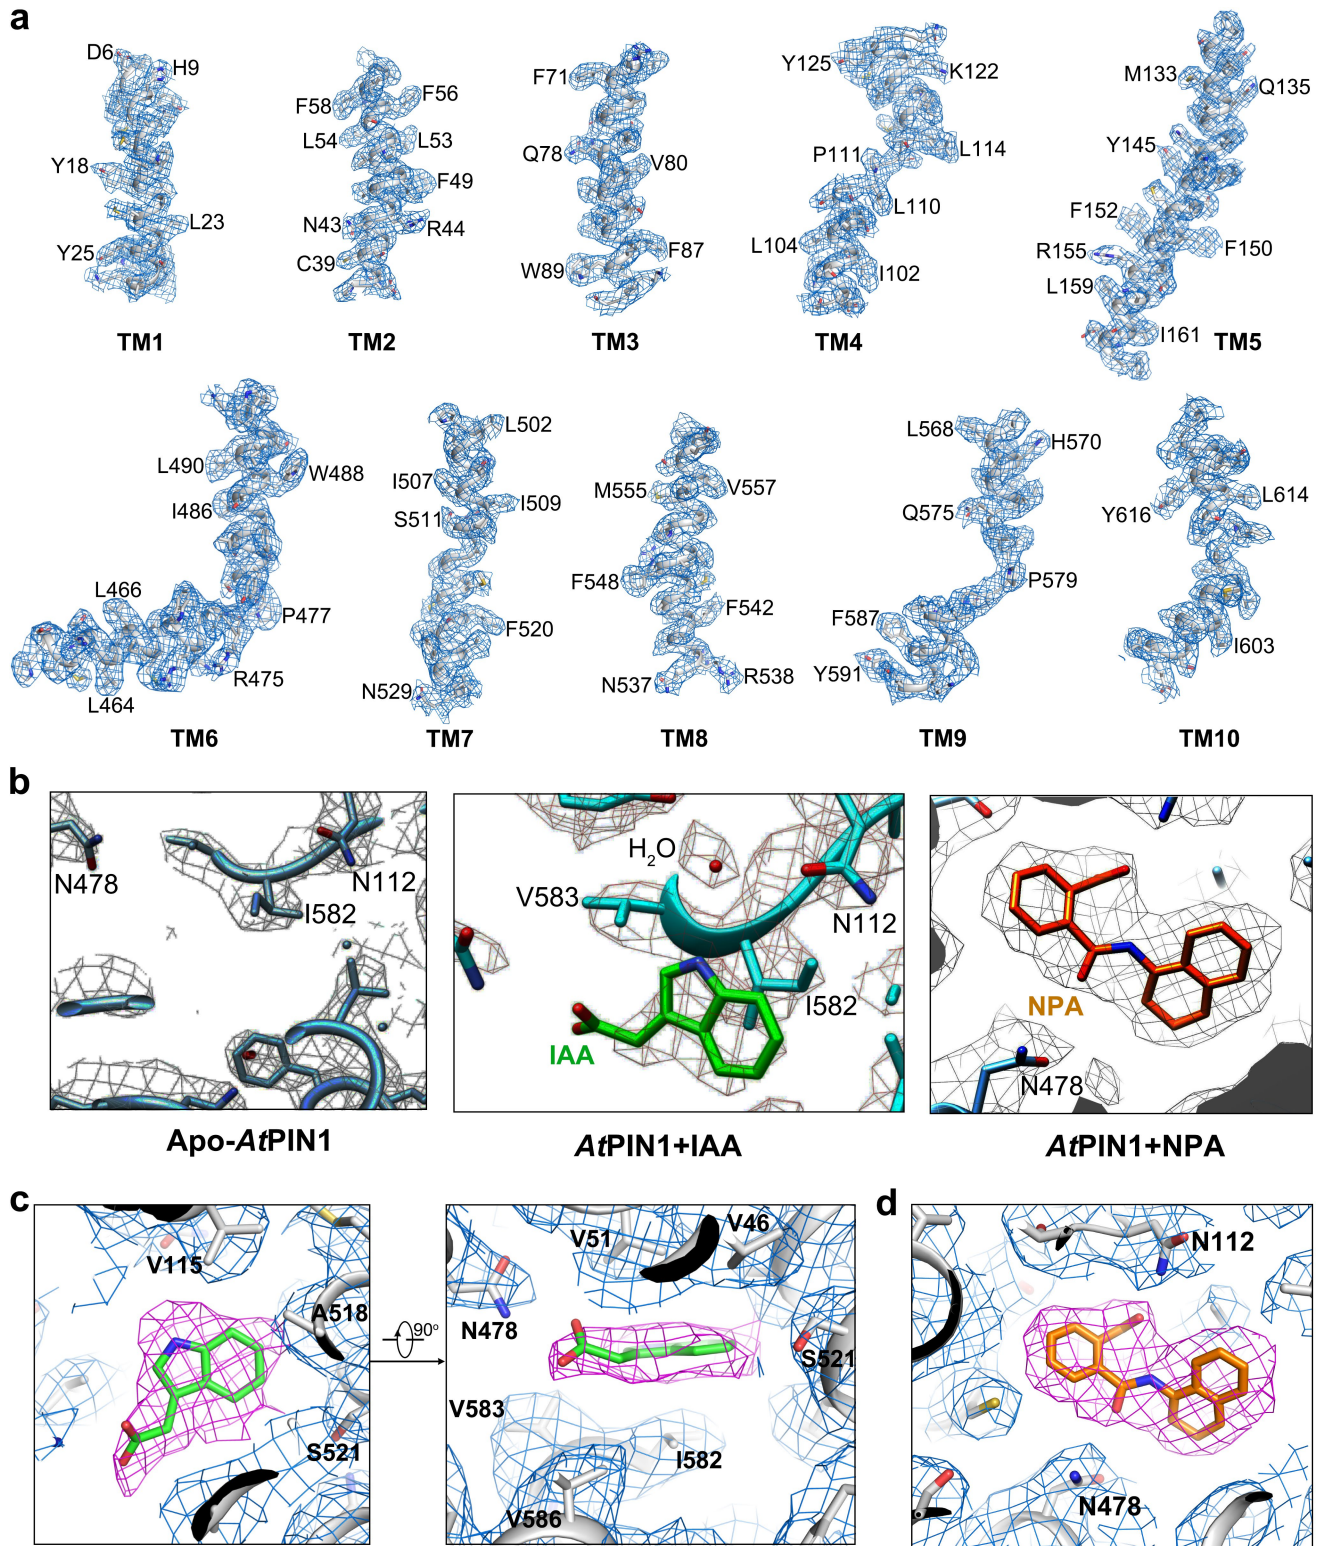 a
D6
H9
Y18
L23
Y25
TM1
F58
F56
L54
L53
F49
N43
R44
C39
TM2
F71
Q78
V80
F87
W89
TM3
Y125
K122
P111
L114
L110
L104
I102
TM4
M133
Q135
Y145
F152
F150
R155
L159
I161
TM5
L490
W488
I486
L466
P477
R475
L464
TM6
L502
I507
I509
S511
F520
N529
TM7
M555
V557
F548
F542
N537
R538
TM8
L568
H570
Q575
P579
F587
Y591
TM9
L614
Y616
I603
TM10
b
N478
N112
I582
Apo-AtPIN1
H2O
V583
N112
I582
IAA
AtPIN1+IAA
NPA
N478
AtPIN1+NPA
c
V115
A518
S521
90°
V51
V46
N478
S521
V583
I582
V586
d
N112
N478